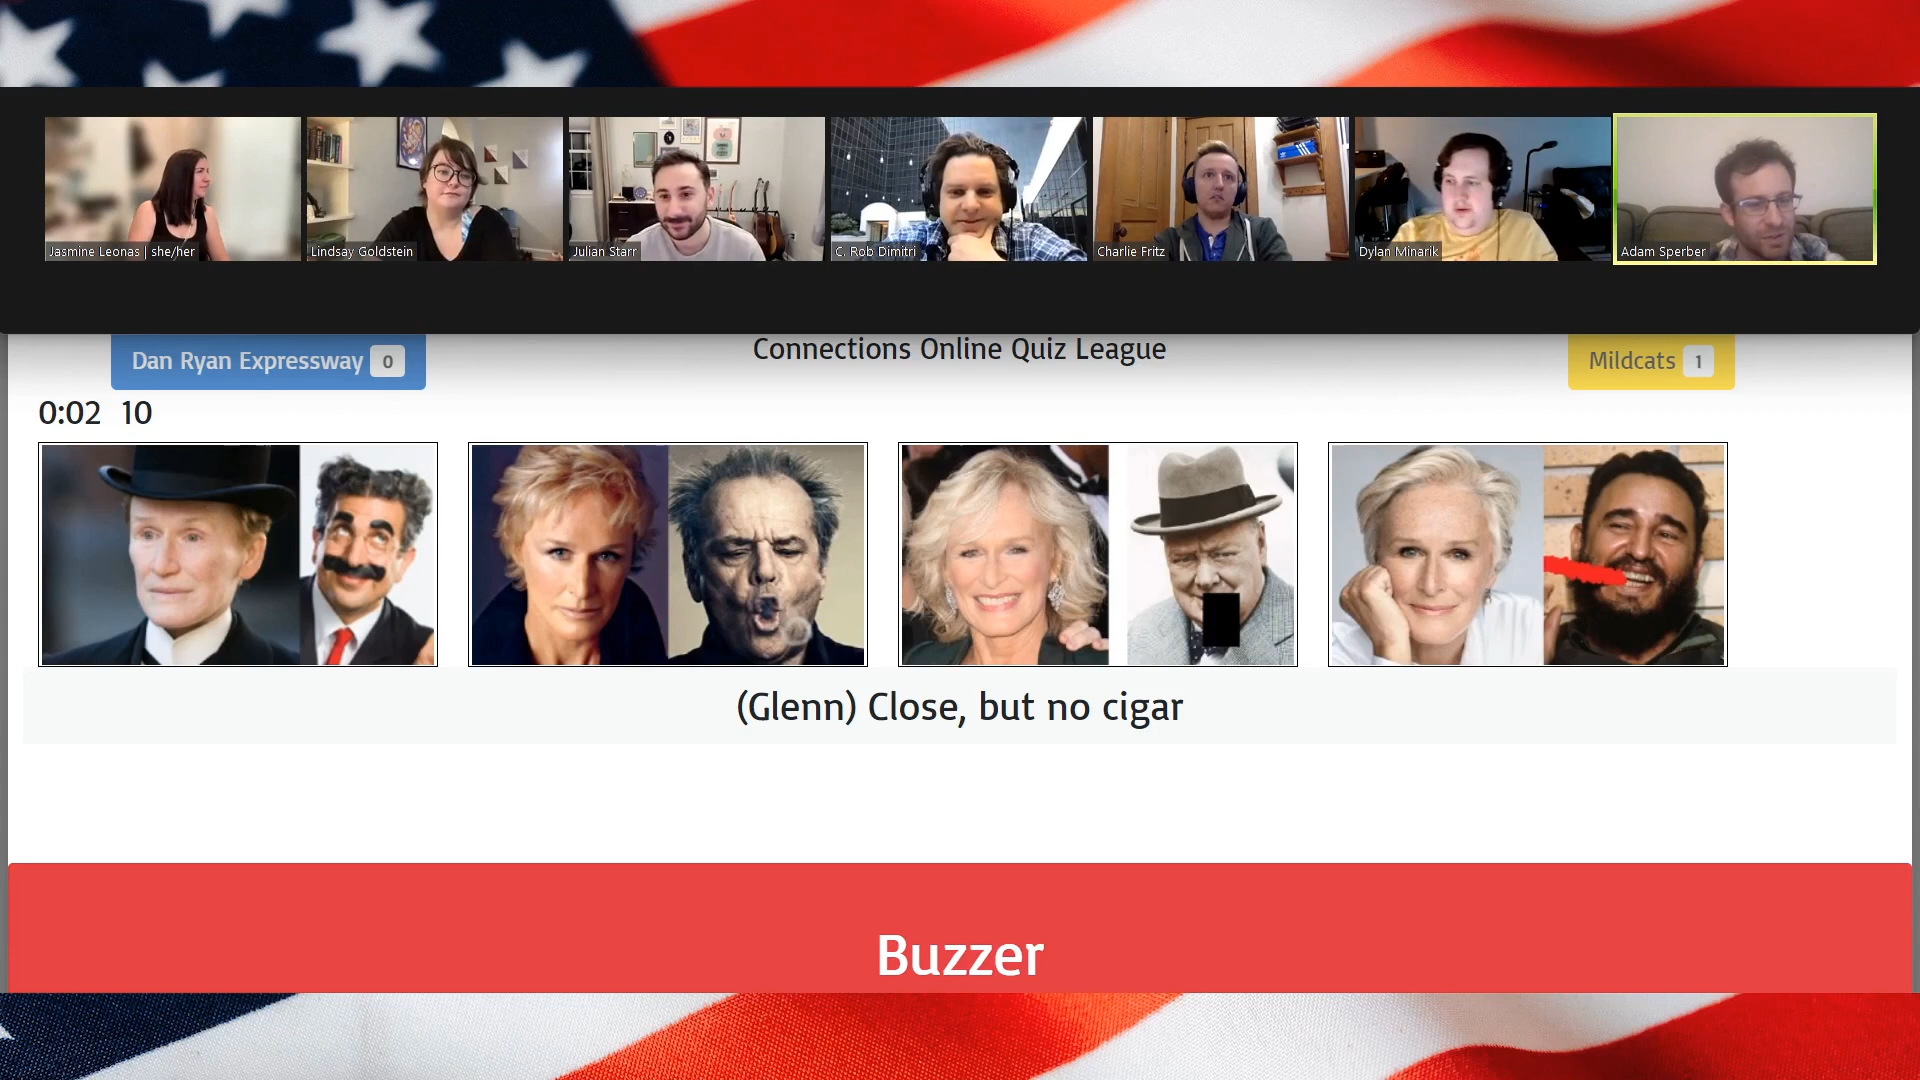 Jasmine Leonas | she/her
Lindsay Goldstein
Julian Starr
C. Rob Dimitri
Charlie Fritz
Dylan Minarik
Adam Sperber
Dan Ryan Expressway 0
Connections Online Quiz League
Mildcats 1
0:02 10
(Glenn) Close, but no cigar
Buzzer